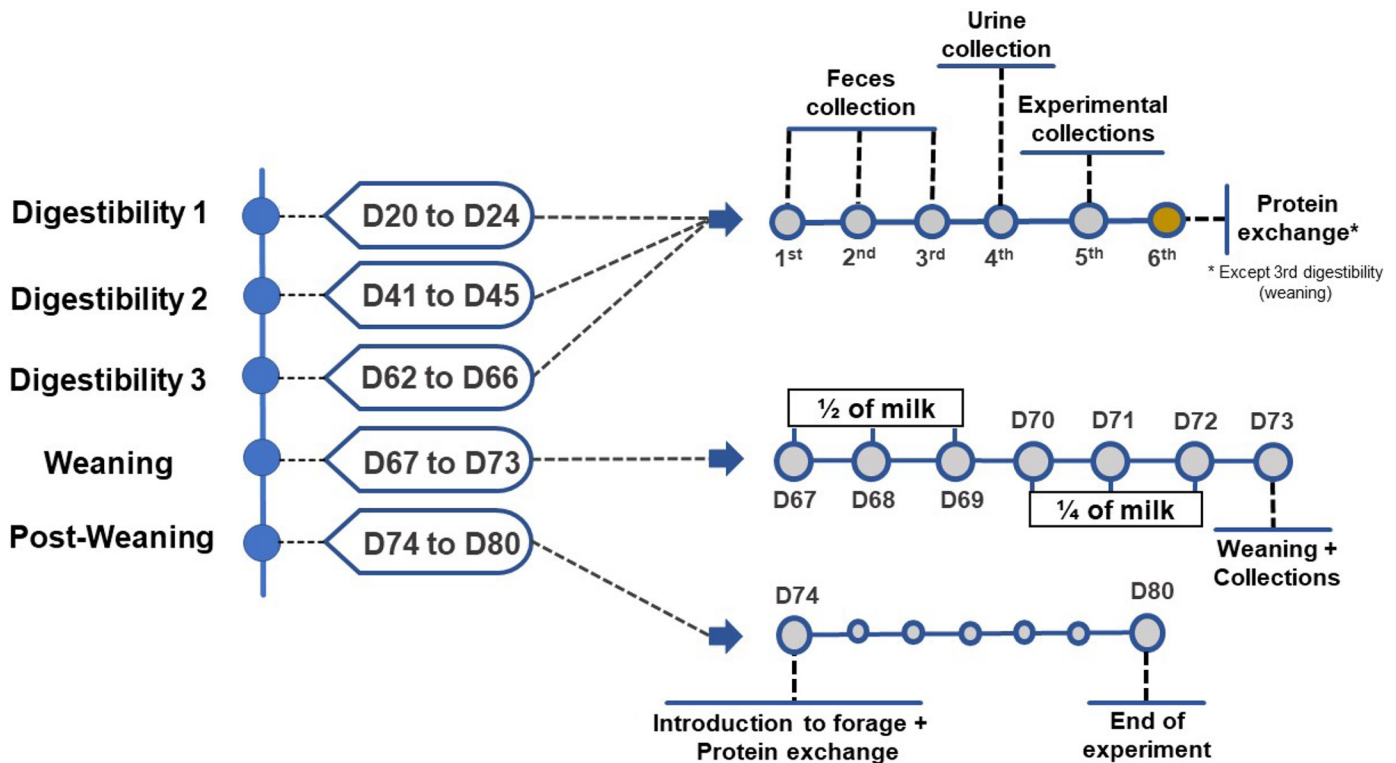 Digestibility 1
D20 to D24
Digestibility 2
D41 to D45
Digestibility 3
D62 to D66
Weaning
D67 to D73
Post-Weaning
D74 to D80
Feces
collection
Urine
collection
Experimental
collections
1st
2nd
3rd
4th
5th
6th
Protein
exchange*
* Except 3rd digestibility
(weaning)
½ of milk
D67
D68
D69
D70
D71
D72
D73
¼ of milk
Weaning +
Collections
D74
D80
Introduction to forage +
Protein exchange
End of
experiment